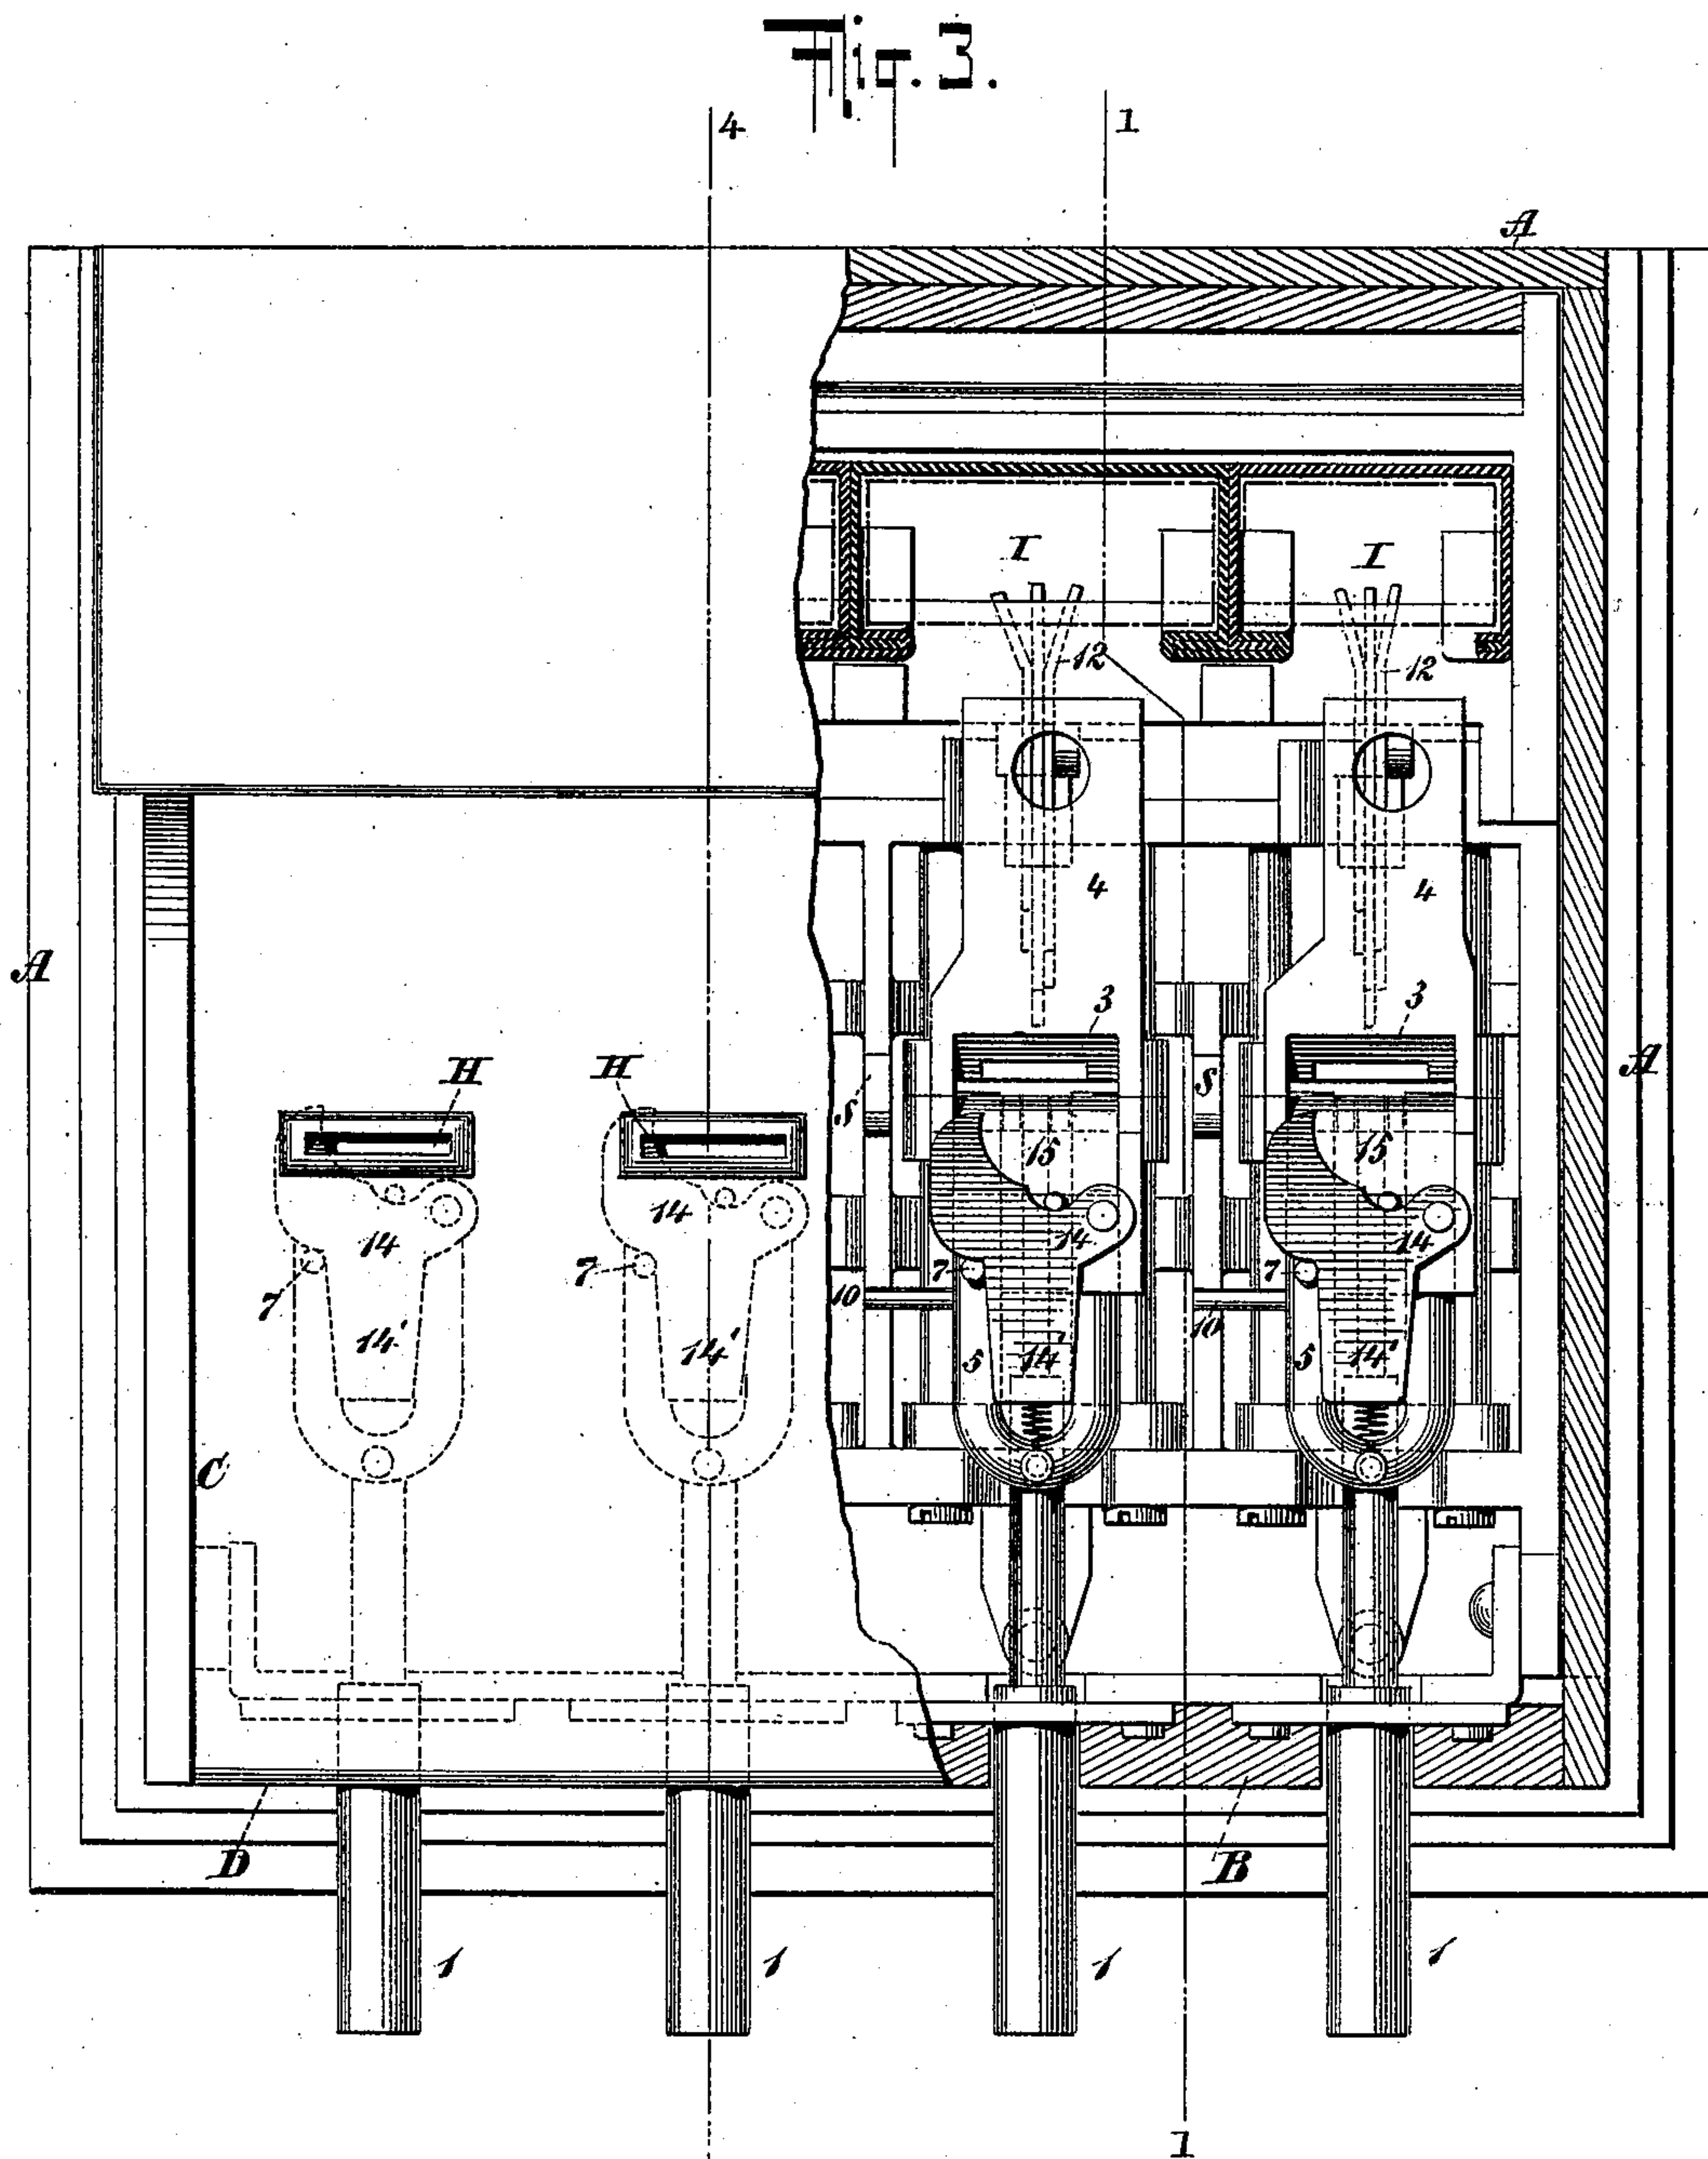 Fig. 3.
4 1
A
I I
12 12
4 4
A
3 3
H H A
S S
15 15
14 14 14 14
7 7 7 7
10 10
14' 14' 5 14' 5 14'
C
D B
1 1 1 1
1